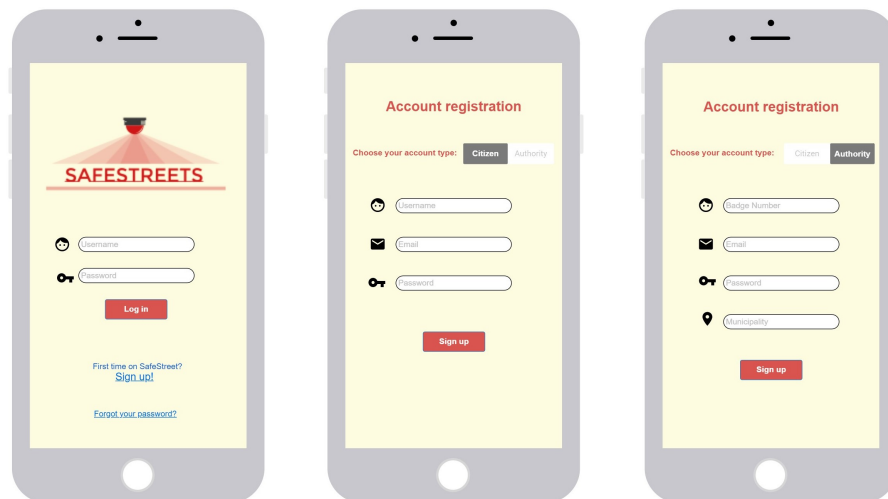 SAFESTREETS
Username
Password
Log in
First time on SafeStreet?
Sign up!
Forgot your password?
Account registration
Choose your account type: Citizen Authority
Username
Email
Password
Sign up
Account registration
Choose your account type: Citizen Authority
Badge Number
Email
Password
Municipality
Sign up